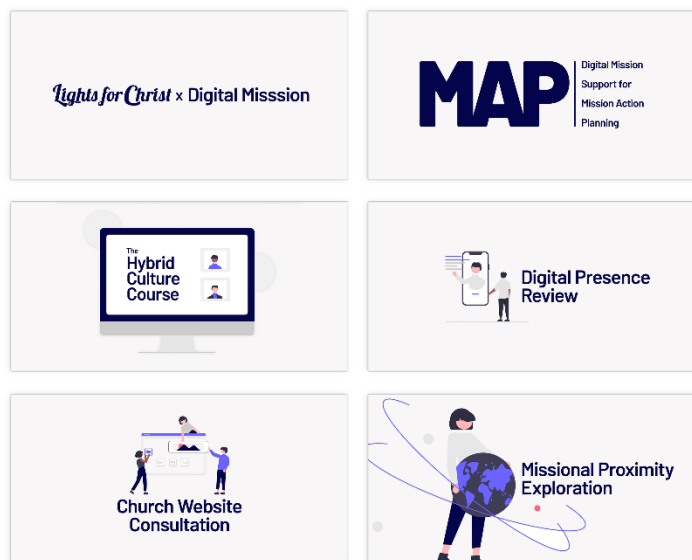 Lights for Christ x Digital Misssion
MAP
Digital Mission
Support for
Mission Action
Planning
The
Hybrid
Culture
Course
Digital Presence
Review
Church Website
Consultation
Missional Proximity
Exploration